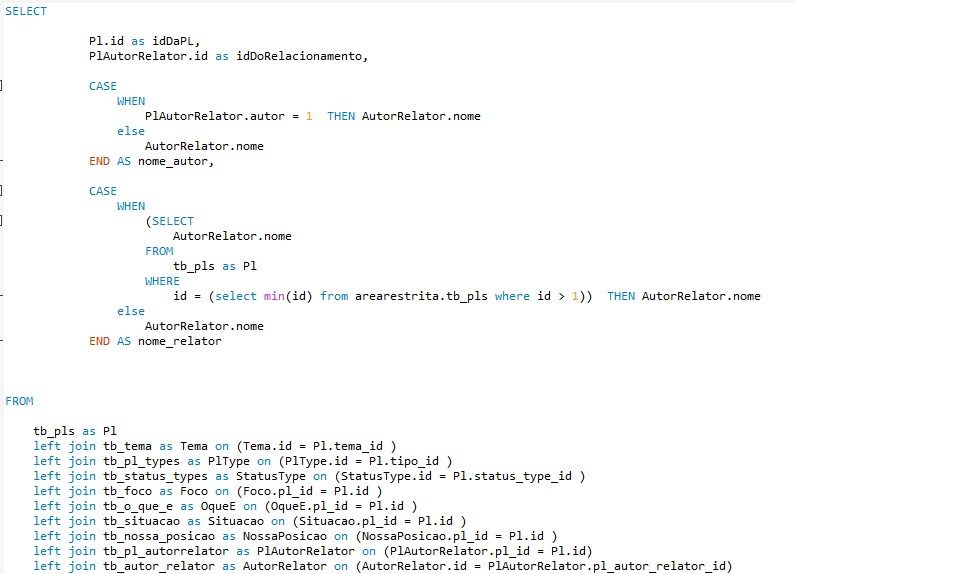 SELECT
Pl.id as idDaPL,
PlAutorRelator.id as idDoRelacionamento,
CASE
WHEN
PlAutorRelator.autor = 1  THEN AutorRelator.nome
else
AutorRelator.nome
END AS nome_autor,
CASE
WHEN
(SELECT
AutorRelator.nome
FROM
tb_pls as Pl
WHERE
id = (select min(id) from arearestrita.tb_pls where id > 1))  THEN AutorRelator.nome
else
AutorRelator.nome
END AS nome_relator
FROM
tb_pls as Pl
left join tb_tema as Tema on (Tema.id = Pl.tema_id )
left join tb_pl_types as PlType on (PlType.id = Pl.tipo_id )
left join tb_status_types as StatusType on (StatusType.id = Pl.status_type_id )
left join tb_foco as Foco on (Foco.pl_id = Pl.id )
left join tb_o_que_e as OqueE on (OqueE.pl_id = Pl.id )
left join tb_situacao as Situacao on (Situacao.pl_id = Pl.id )
left join tb_nossa_posicao as NossaPosicao on (NossaPosicao.pl_id = Pl.id )
left join tb_pl_autorrelator as PlAutorRelator on (PlAutorRelator.pl_id = Pl.id)
left join tb_autor_relator as AutorRelator on (AutorRelator.id = PlAutorRelator.pl_autor_relator_id)